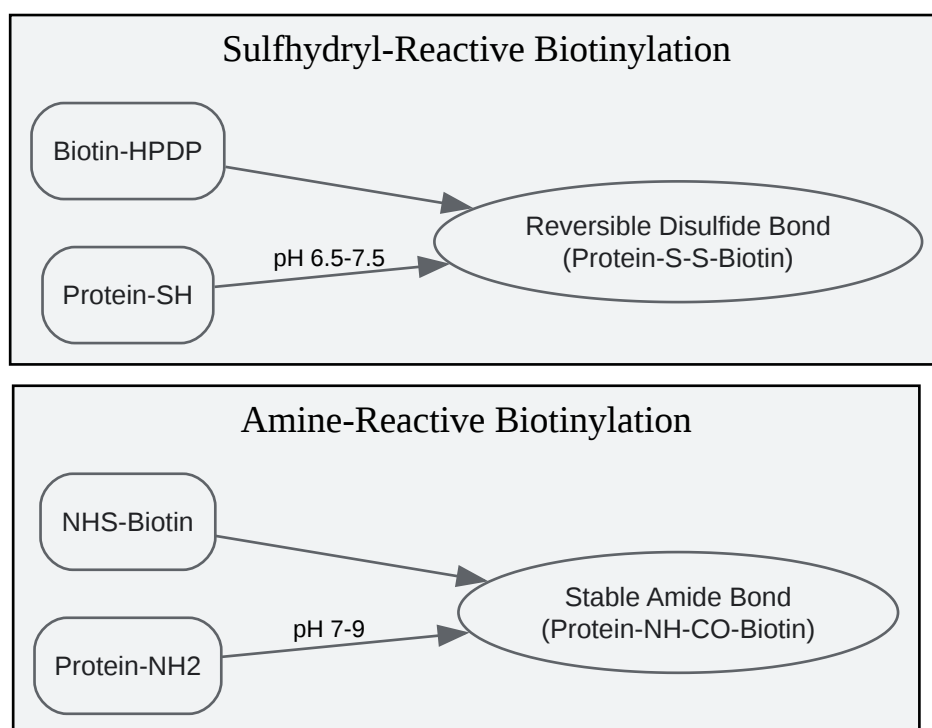 Sulfhydryl-Reactive Biotinylation
Biotin-HPDP
Protein-SH
pH 6.5-7.5
Reversible Disulfide Bond
(Protein-S-S-Biotin)
Amine-Reactive Biotinylation
NHS-Biotin
Protein-NH2
pH 7-9
Stable Amide Bond
(Protein-NH-CO-Biotin)